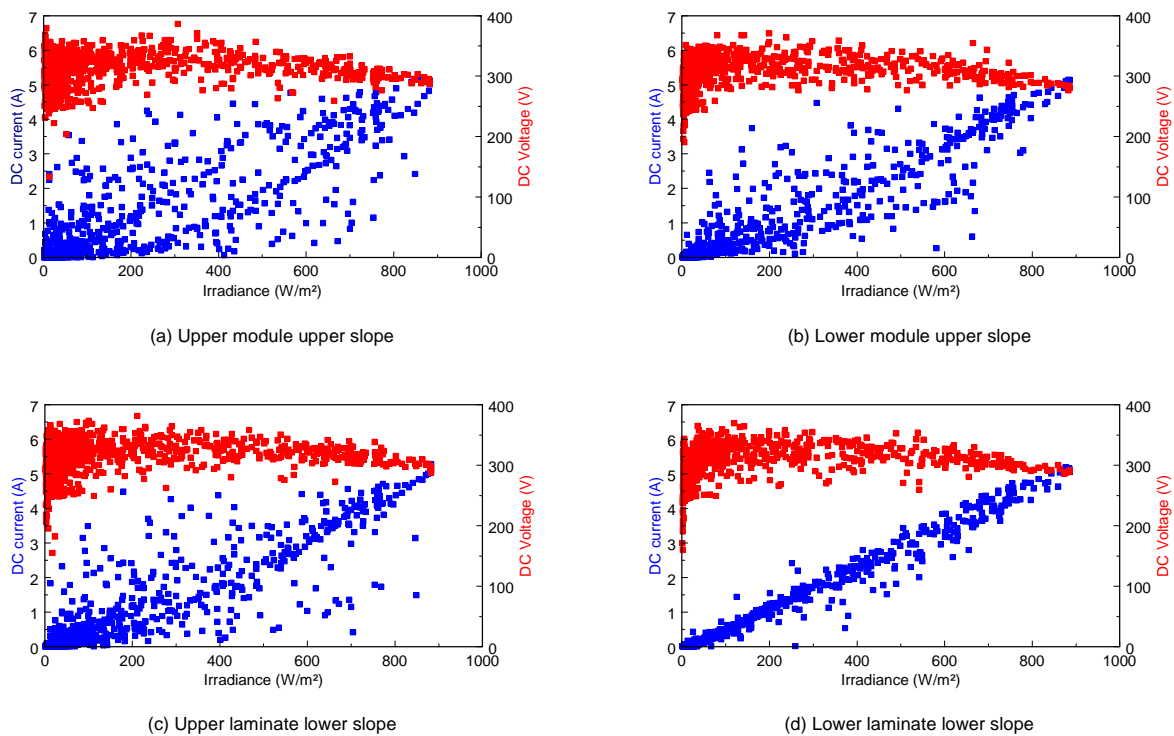 7
6
5
4
3
2
1
0
DC current (A)
400
300
200
100
0
DC Voltage (V)
0 200 400 600 800 1000
Irradiance (W/m²)
(a) Upper module upper slope
7
6
5
4
3
2
1
0
DC current (A)
400
300
200
100
0
DC Voltage (V)
0 200 400 600 800 1000
Irradiance (W/m²)
(b) Lower module upper slope
7
6
5
4
3
2
1
0
DC current (A)
400
300
200
100
0
DC Voltage (V)
0 200 400 600 800 1000
Irradiance (W/m²)
(c) Upper laminate lower slope
7
6
5
4
3
2
1
0
DC current (A)
400
300
200
100
0
DC Voltage (V)
0 200 400 600 800 1000
Irradiance (W/m²)
(d) Lower laminate lower slope